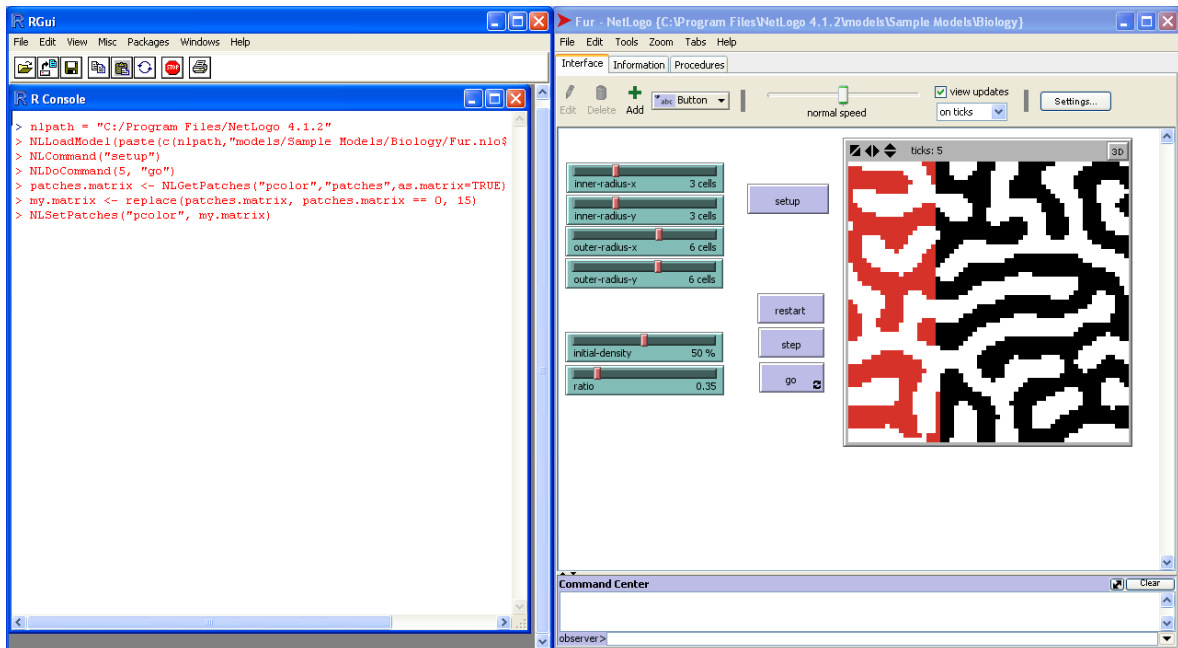 RGui
File Edit View Misc Packages Windows Help
STOP
R Console
> nlpath = "C:/Program Files/NetLogo 4.1.2"
> NLLoadModel(paste(c(nlpath,"models/Sample Models/Biology/Fur.nlo$
> NLCommand("setup")
> NLDoCommand(5, "go")
> patches.matrix <- NLGetPatches("pcolor","patches",as.matrix=TRUE)
> my.matrix <- replace(patches.matrix, patches.matrix == 0, 15)
> NLSetPatches("pcolor", my.matrix)
Fur - NetLogo {C:\Program Files\NetLogo 4.1.2\models\Sample Models\Biology}
File Edit Tools Zoom Tabs Help
Interface Information Procedures
Edit Delete Add abc Button normal speed view updates on ticks Settings...
ticks: 5 3D
inner-radius-x 3 cells
inner-radius-y 3 cells
outer-radius-x 6 cells
outer-radius-y 6 cells
initial-density 50 %
ratio 0.35
setup
restart
step
go
Command Center Clear
observer>